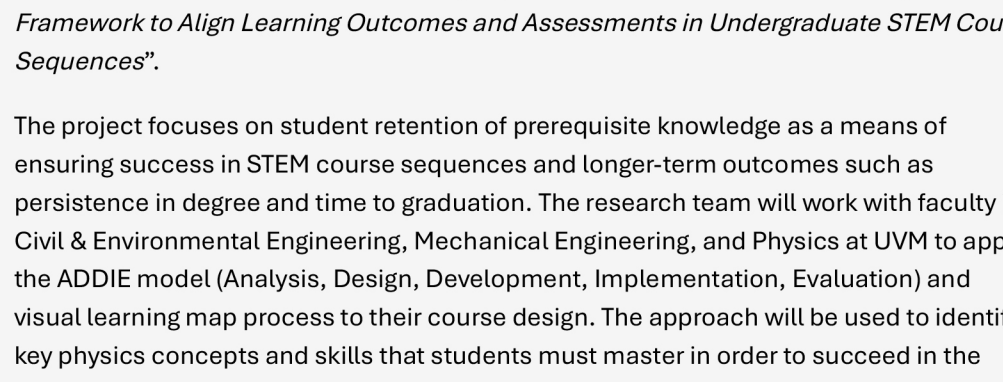 Framework to Align Learning Outcomes and Assessments in Undergraduate STEM
Sequences”.
The project focuses on student retention of prerequisite knowledge as a means of
ensuring success in STEM course sequences and longer-term outcomes such as
persistence in degree and time to graduation. The research team will work with faculty
Civil & Environmental Engineering, Mechanical Engineering, and Physics at UVM to
the ADDIE model (Analysis, Design, Development, Implementation, Evaluation) and
visual learning map process to their course design. The approach will be used to
key physics concepts and skills that students must master in order to succeed in the